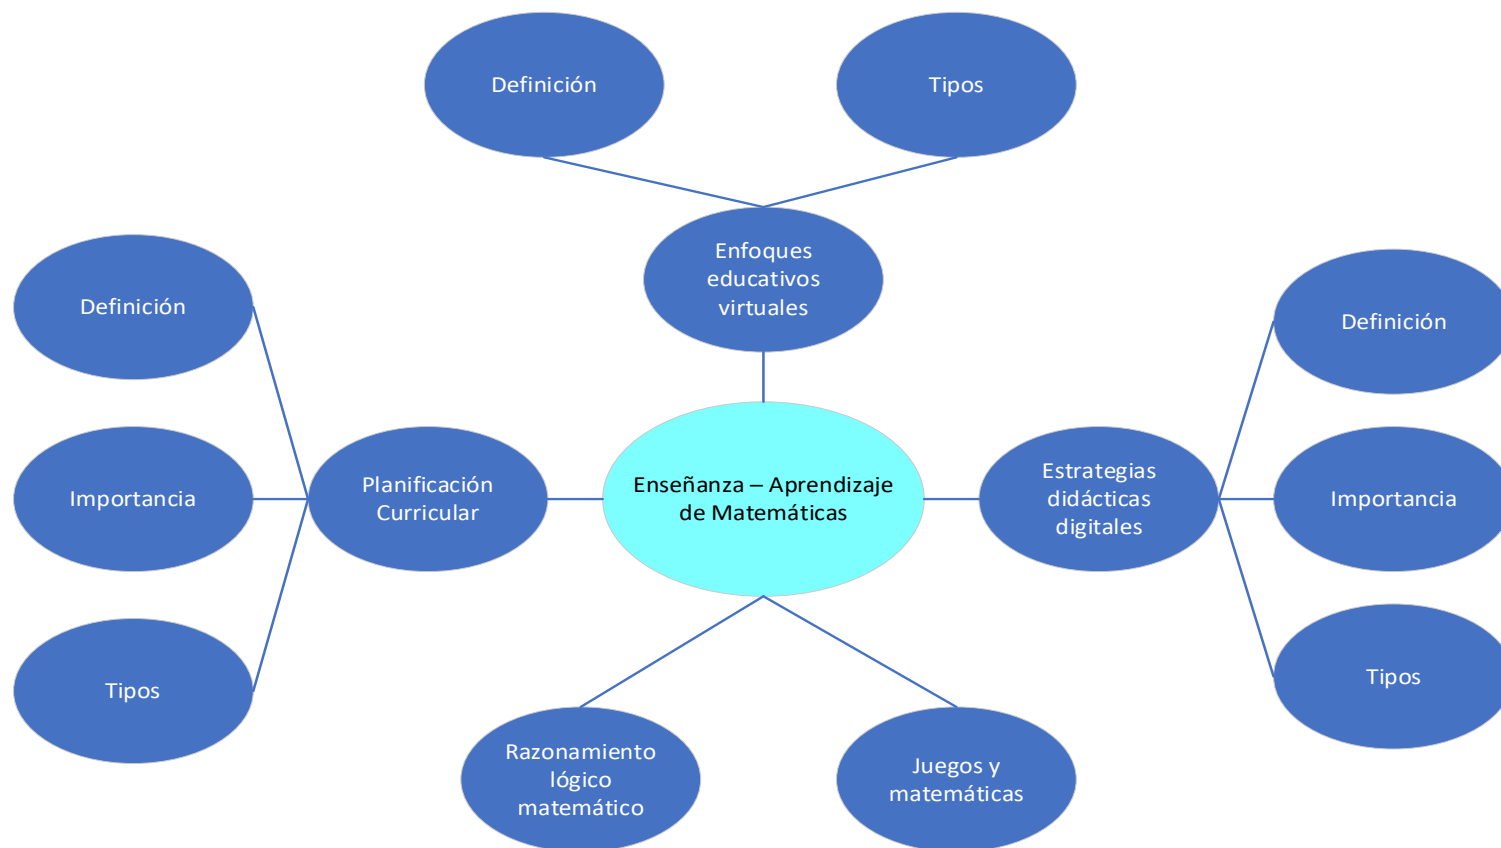 Definición
Tipos
Enfoques
educativos
virtuales
Definición
Importancia
Tipos
Planificación
Curricular
Enseñanza – Aprendizaje
de Matemáticas
Estrategias
didácticas
digitales
Definición
Importancia
Tipos
Razonamiento
lógico
matemático
Juegos y
matemáticas